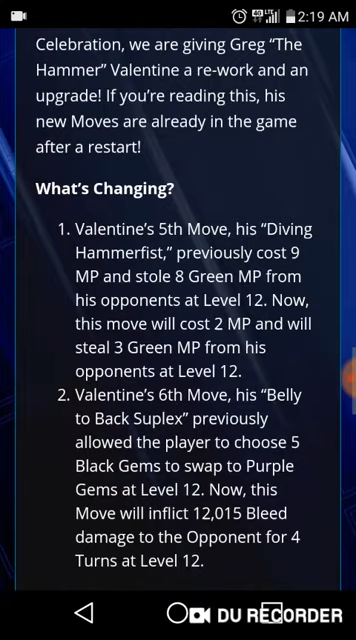 4G LTE 2:19 AM
Celebration, we are giving Greg “The
Hammer” Valentine a re-work and an
upgrade! If you’re reading this, his
new Moves are already in the game
after a restart!
What’s Changing?
1. Valentine’s 5th Move, his “Diving
Hammerfist,” previously cost 9
MP and stole 8 Green MP from
his opponents at Level 12. Now,
this move will cost 2 MP and will
steal 3 Green MP from his
opponents at Level 12.
2. Valentine’s 6th Move, his “Belly
to Back Suplex” previously
allowed the player to choose 5
Black Gems to swap to Purple
Gems at Level 12. Now, this
Move will inflict 12,015 Bleed
damage to the Opponent for 4
Turns at Level 12.
DU RECORDER